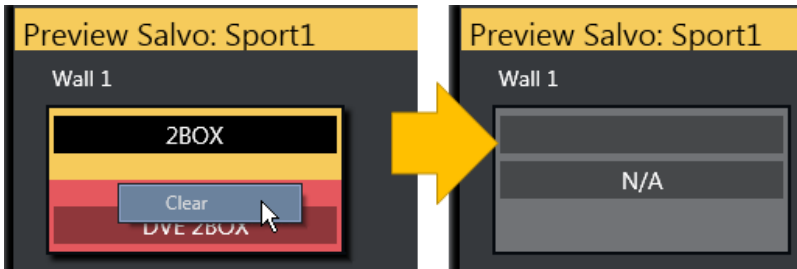 Preview Salvo: Sport1
Wall 1
2BOX
Clear
DVE 2BOX
Preview Salvo: Sport1
Wall 1
N/A